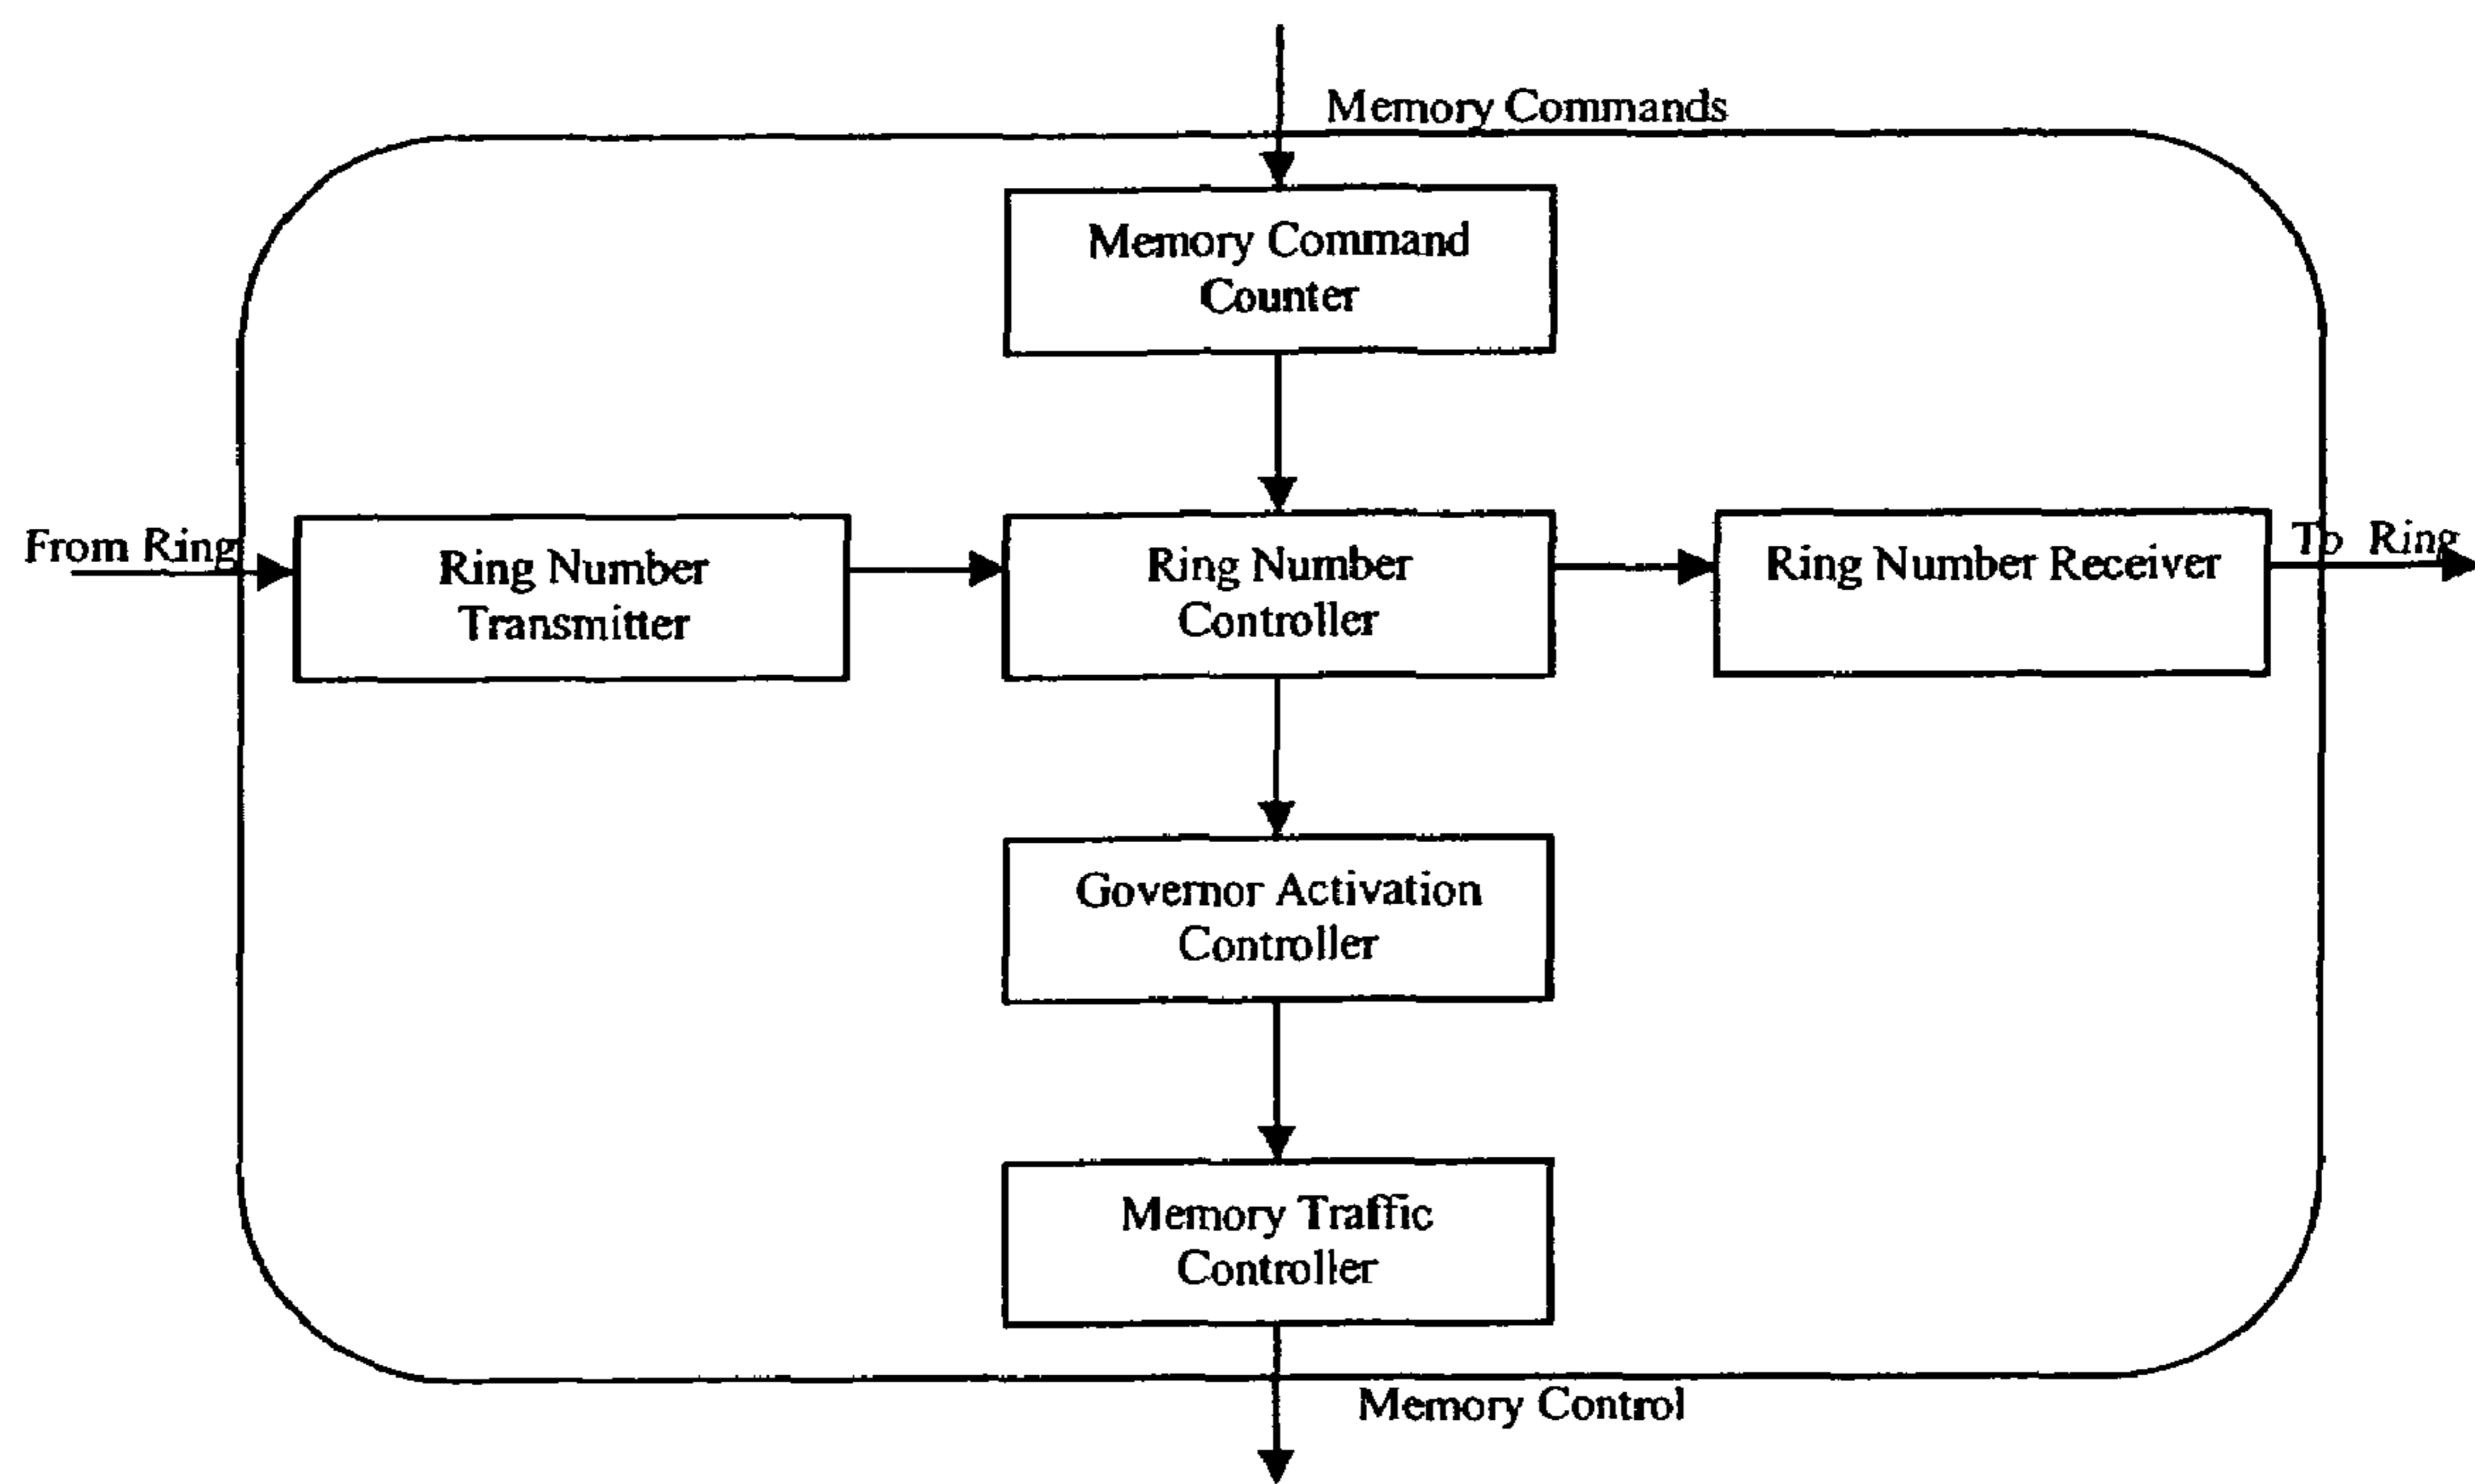 Memory Commands
Memory Command
Counter
From Ring
Ring Number
Transmitter
Ring Number
Controller
Ring Number Receiver
To Ring
Governor Activation
Controller
Memory Traffic
Controller
Memory Control